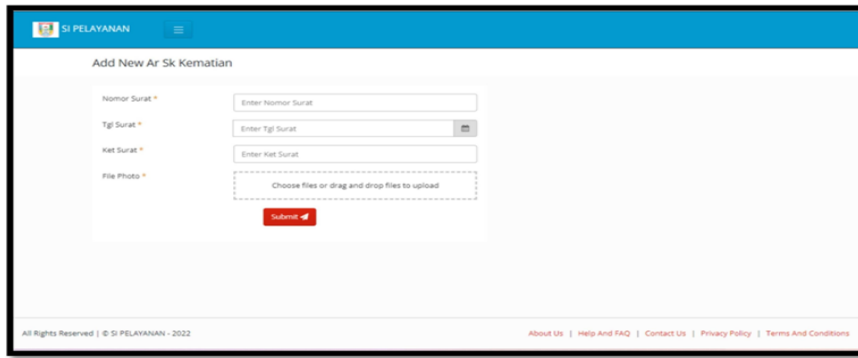 SI PELAYANAN
Add New Ar Sk Kematian
Nomor Surat *
Enter Nomor Surat
Tgl Surat *
Enter Tgl Surat
Ket Surat *
Enter Ket Surat
File Photo *
Choose files or drag and drop files to upload
Submit
All Rights Reserved | © SI PELAYANAN - 2022
About Us | Help And FAQ | Contact Us | Privacy Policy | Terms And Conditions